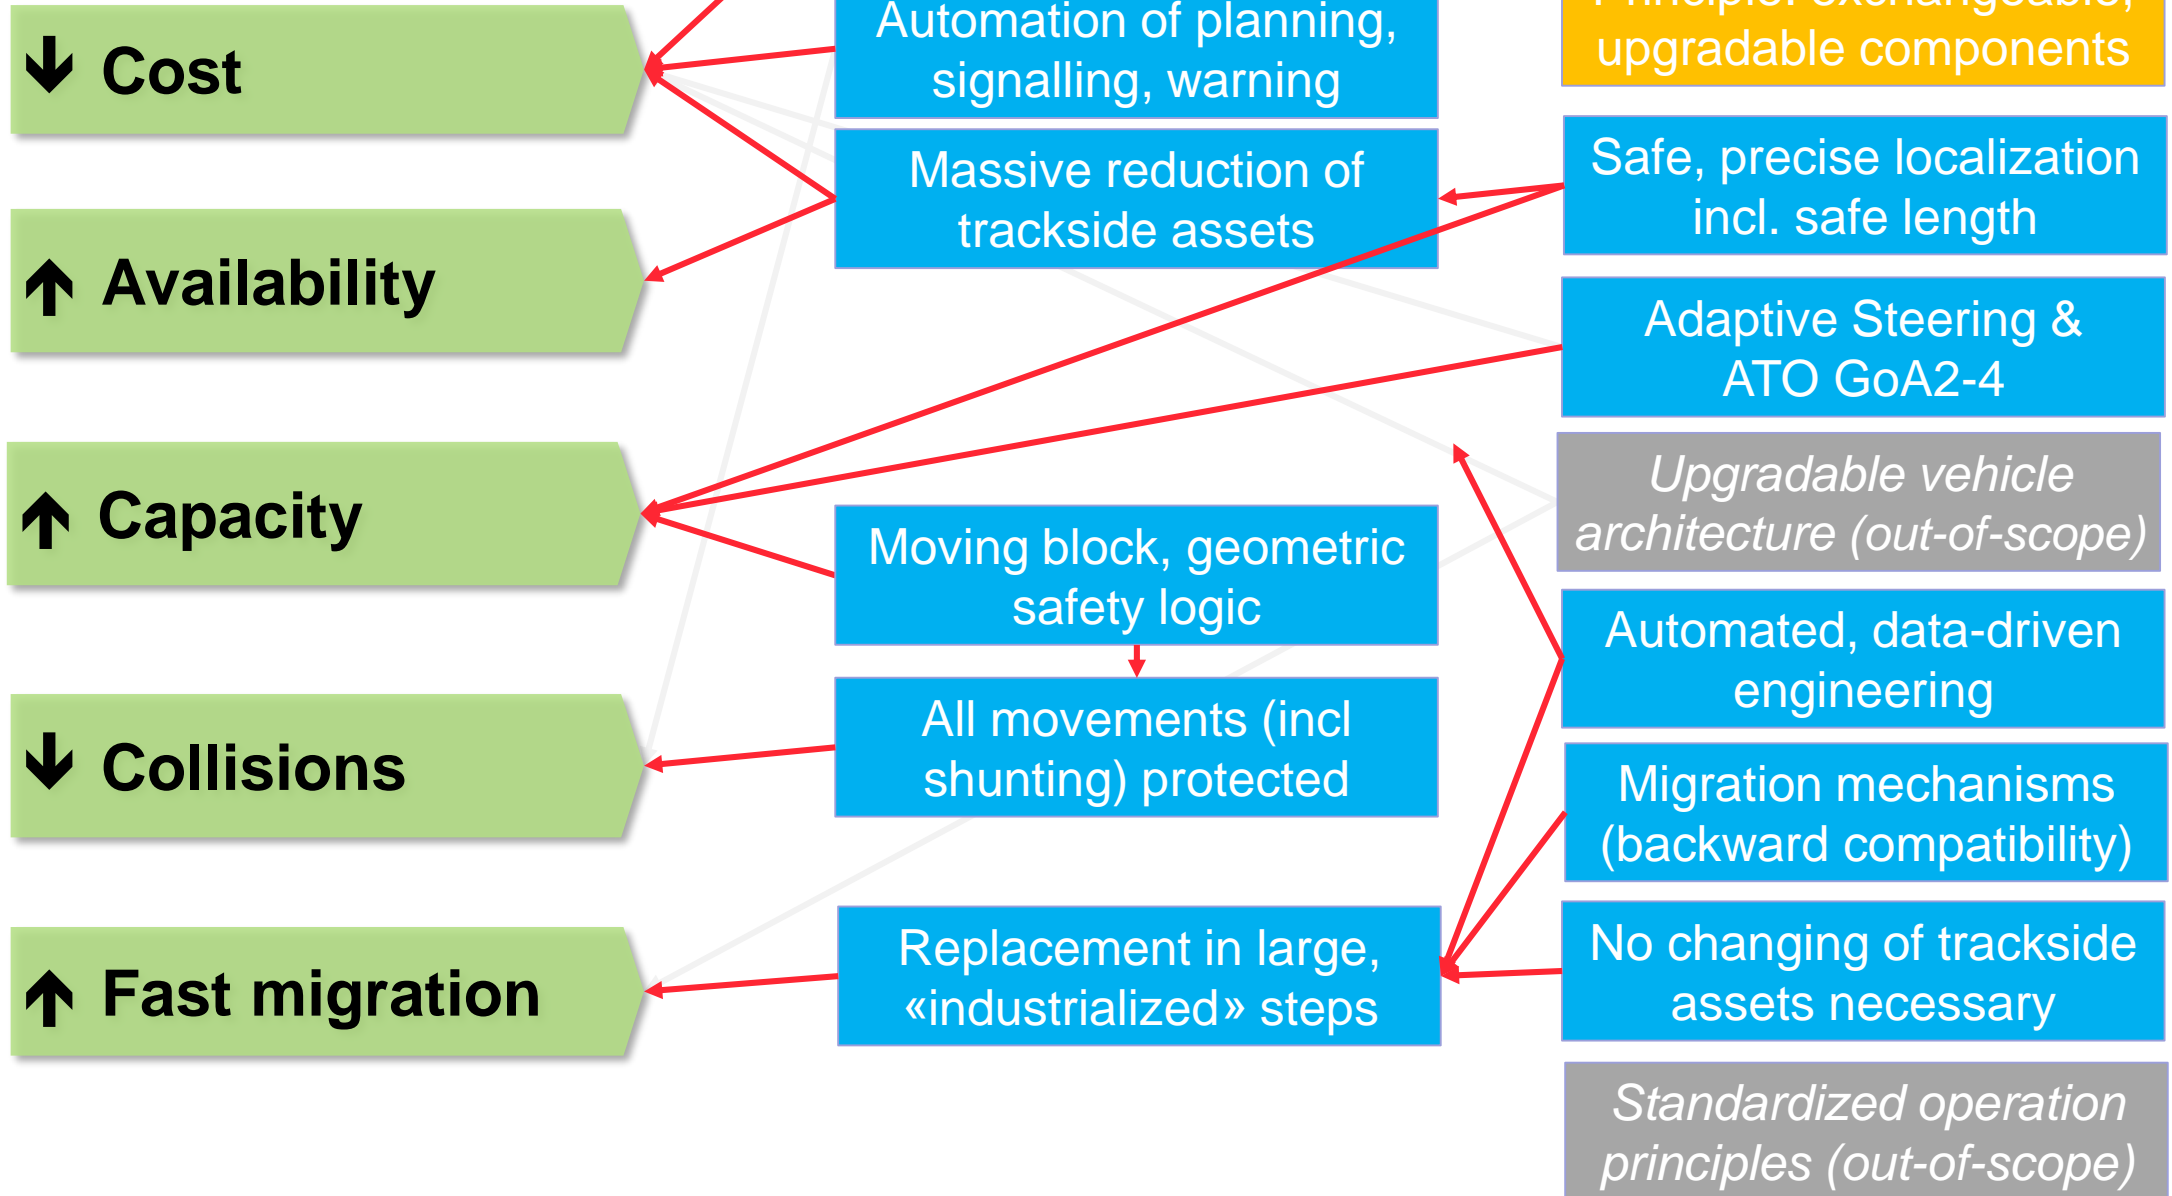 🡫 Cost
🡩 Availability
🡩 Capacity
🡫 Collisions
🡩 Fast migration
Automation of planning,
signalling, warning
Massive reduction of
trackside assets
Moving block, geometric
safety logic
All movements (incl
shunting) protected
Replacement in large,
«industrialized» steps
Principle: exchangeable,
upgradable components
Safe, precise localization
incl. safe length
Adaptive Steering &
ATO GoA2-4
Upgradable vehicle
architecture (out-of-scope)
Automated, data-driven
engineering
Migration mechanisms
(backward compatibility)
No changing of trackside
assets necessary
Standardized operation
principles (out-of-scope)